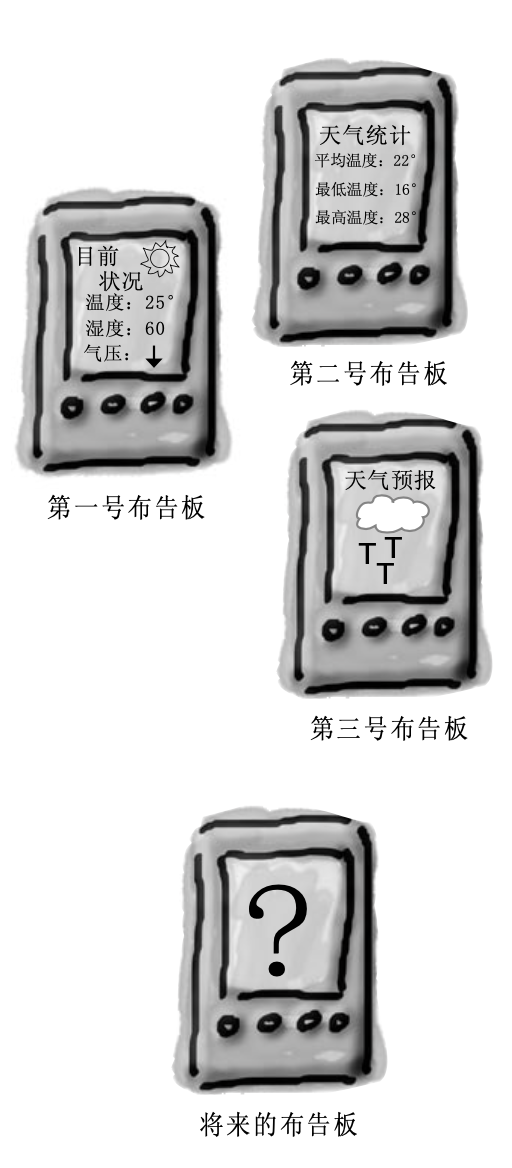 天气统计
平均温度：22°
最低温度：16°
最高温度：28°
第二号布告板
目前
状况
温度：25°
湿度：60
气压：↓
第一号布告板
天气预报
T T
T
第三号布告板
?
将来的布告板